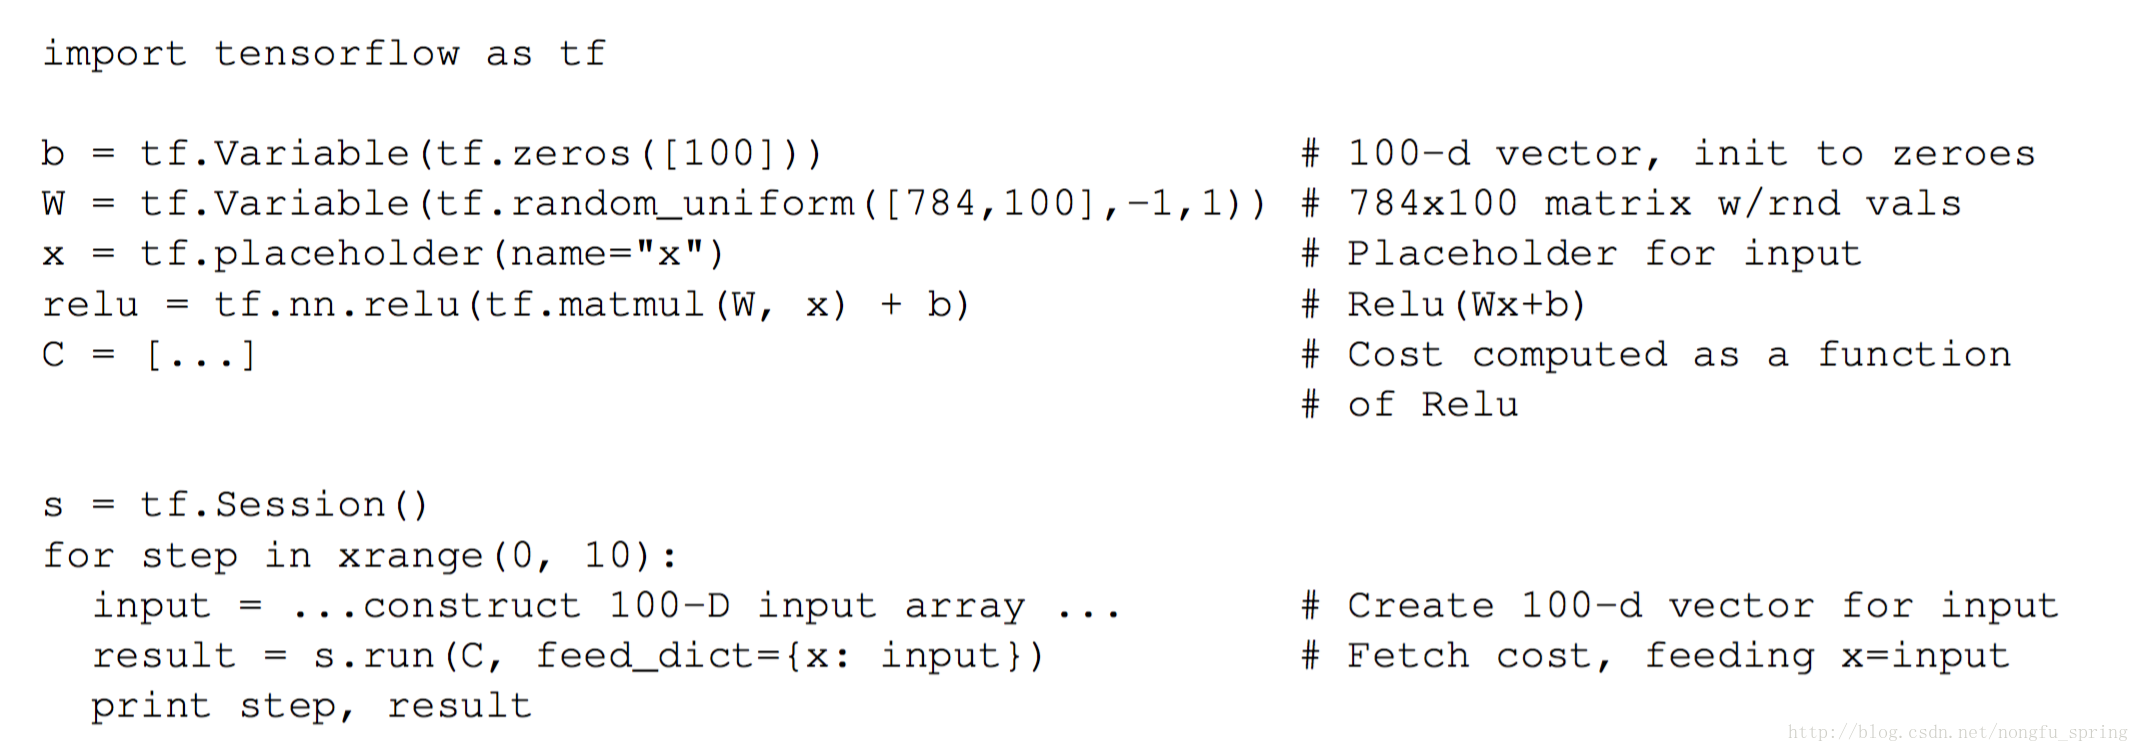 import tensorflow as tf
b = tf.Variable(tf.zeros([100])) # 100-d vector, init to zeroes
W = tf.Variable(tf.random_uniform([784,100],-1,1)) # 784x100 matrix w/rnd vals
x = tf.placeholder(name="x") # Placeholder for input
relu = tf.nn.relu(tf.matmul(W, x) + b) # Relu(Wx+b)
C = [...] # Cost computed as a function
# of Relu
s = tf.Session()
for step in xrange(0, 10):
input = ...construct 100-D input array ... # Create 100-d vector for input
result = s.run(C, feed_dict={x: input}) # Fetch cost, feeding x=input
print step, result
http://blog.csdn.net/nongfu_spring